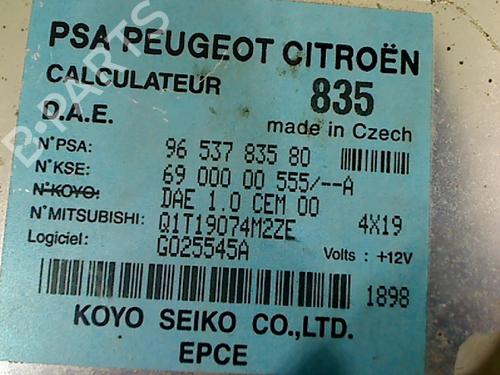 PSA PEUGEOT CITROËN
CALCULATEUR 835
D.A.E. made in Czech
N°PSA: 96 537 835 80
N°KSE: 69 000 00 555/--A
N°KOYO: DAE 1.0 CEM 00
N°MITSUBISHI: Q1T19074M2ZE 4X19
Logiciel: G025545A Volts : +12V
1898
KOYO SEIKO CO.,LTD.
EPCE
B-PARTS